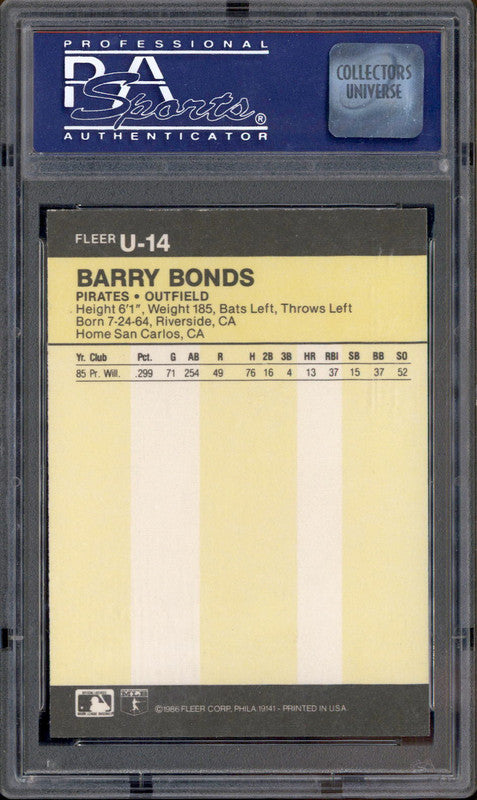 PROFESSIONAL
PSA
Sports®
AUTHENTICATOR
COLLECTORS
UNIVERSE
FLEER U-14
BARRY BONDS
PIRATES • OUTFIELD
Height 6'1", Weight 185, Bats Left, Throws Left
Born 7-24-64, Riverside, CA
Home San Carlos, CA
Yr. Club Pct. G AB R H 2B 3B HR RBI SB BB SO
85 Pr. Will. .299 71 254 49 76 16 4 13 37 15 37 52
©1986 FLEER CORP., PHILA. 19141 - PRINTED IN U.S.A.